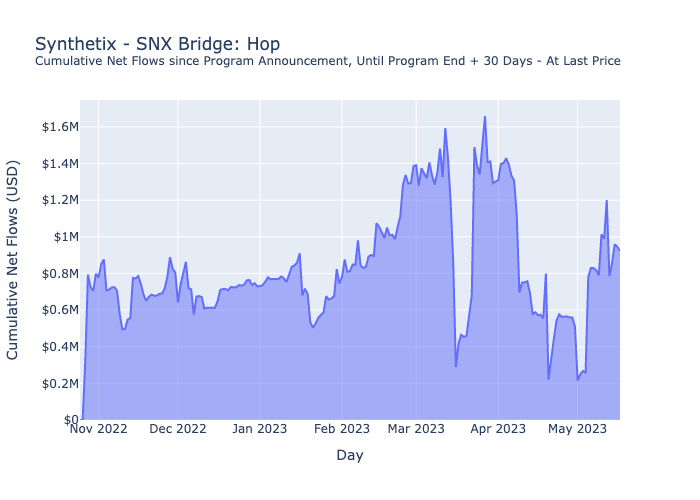 Synthetix - SNX Bridge: Hop
Cumulative Net Flows since Program Announcement, Until Program End + 30 Days - At Last Price
$1.6M
$1.4M
$1.2M
$1M
$0.8M
$0.6M
$0.4M
$0.2M
$0
Cumulative Net Flows (USD)
Nov 2022 Dec 2022 Jan 2023 Feb 2023 Mar 2023 Apr 2023 May 2023
Day